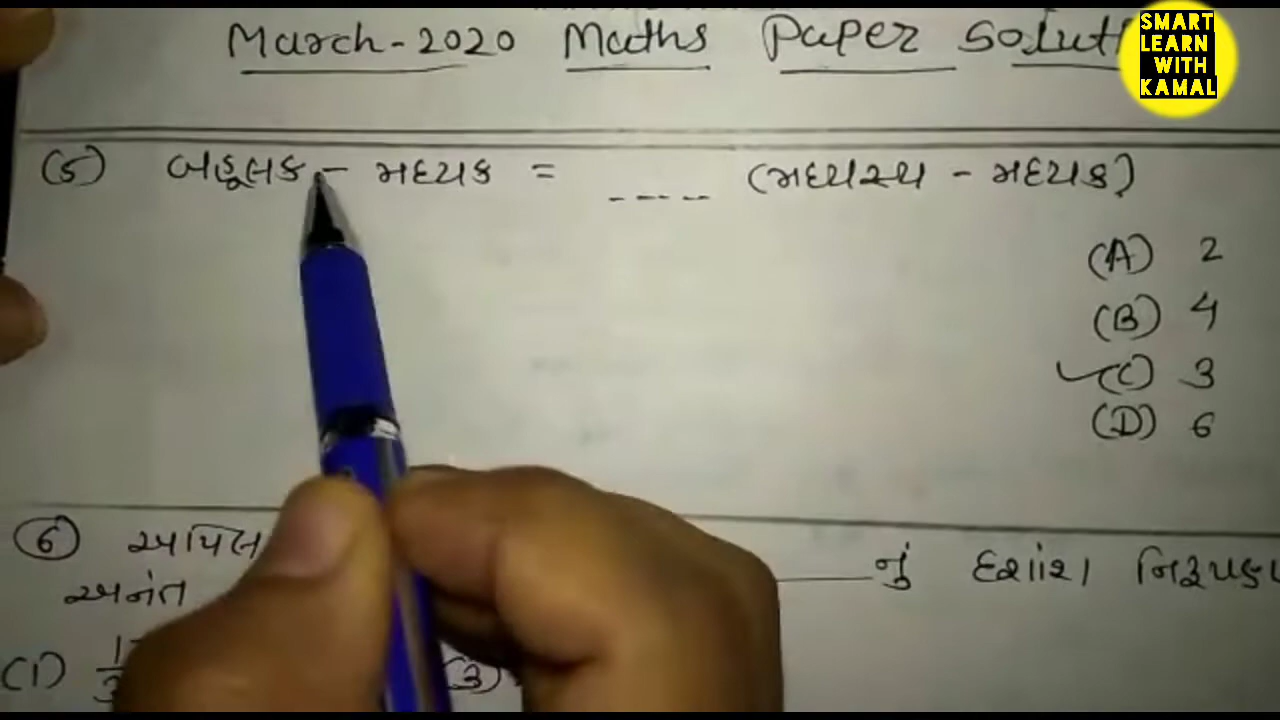 March-2020 Maths Paper Solut
SMART
LEARN
WITH
KAMAL
(5) બહુલક - મધ્યક = ---- (મધ્યસ્થ - મધ્યક)
(A) 2
(B) 4
(C) 3
(D) 6
(6) આપેલ નું દશાંશ નિરૂપણ
અનંત
(1)
(3)